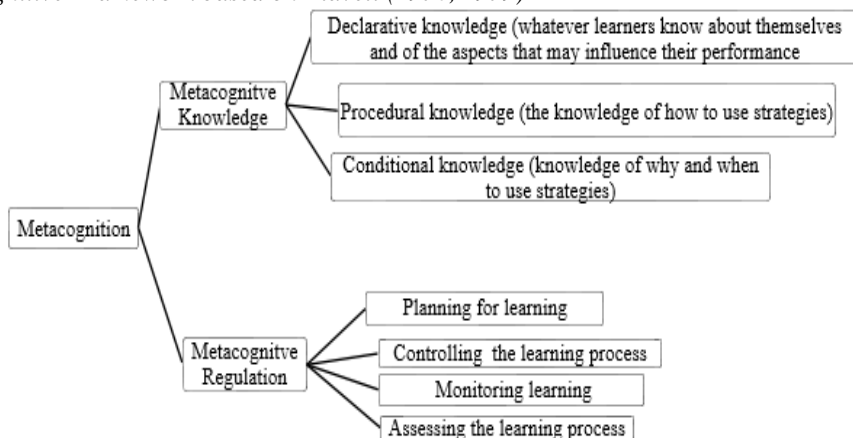 Declarative knowledge (whatever learners know about themselves
and of the aspects that may influence their performance
Metacognitve
Knowledge
Procedural knowledge (the knowledge of how to use strategies)
Conditional knowledge (knowledge of why and when
to use strategies)
Metacognition
Planning for learning
Metacognitve
Regulation
Controlling the learning process
Monitoring learning
Assessing the learning process